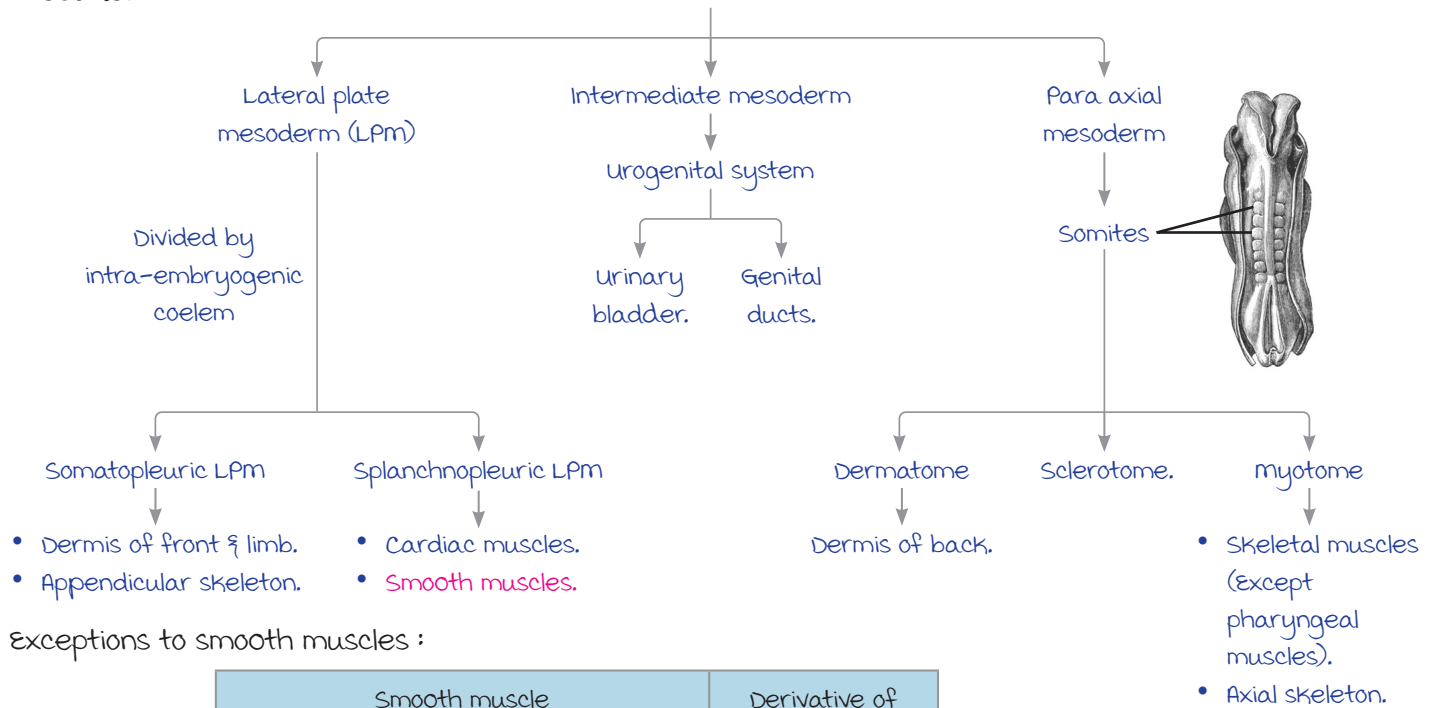 Lateral plate
mesoderm (LPM)
Intermediate mesoderm
Para axial
mesoderm
Urogenital system
Somites
Divided by
intra-embryogenic
coelem
Urinary
bladder.
Genital
ducts.
Somatopleuric LPM
Splanchnopleuric LPM
Dermatome
Sclerotome.
Myotome
• Dermis of front & limb.
• Appendicular skeleton.
• Cardiac muscles.
• Smooth muscles.
Dermis of back.
• Skeletal muscles
(Except
pharyngeal
muscles).
• Axial skeleton.
Exceptions to smooth muscles :
Smooth muscle
Derivative of